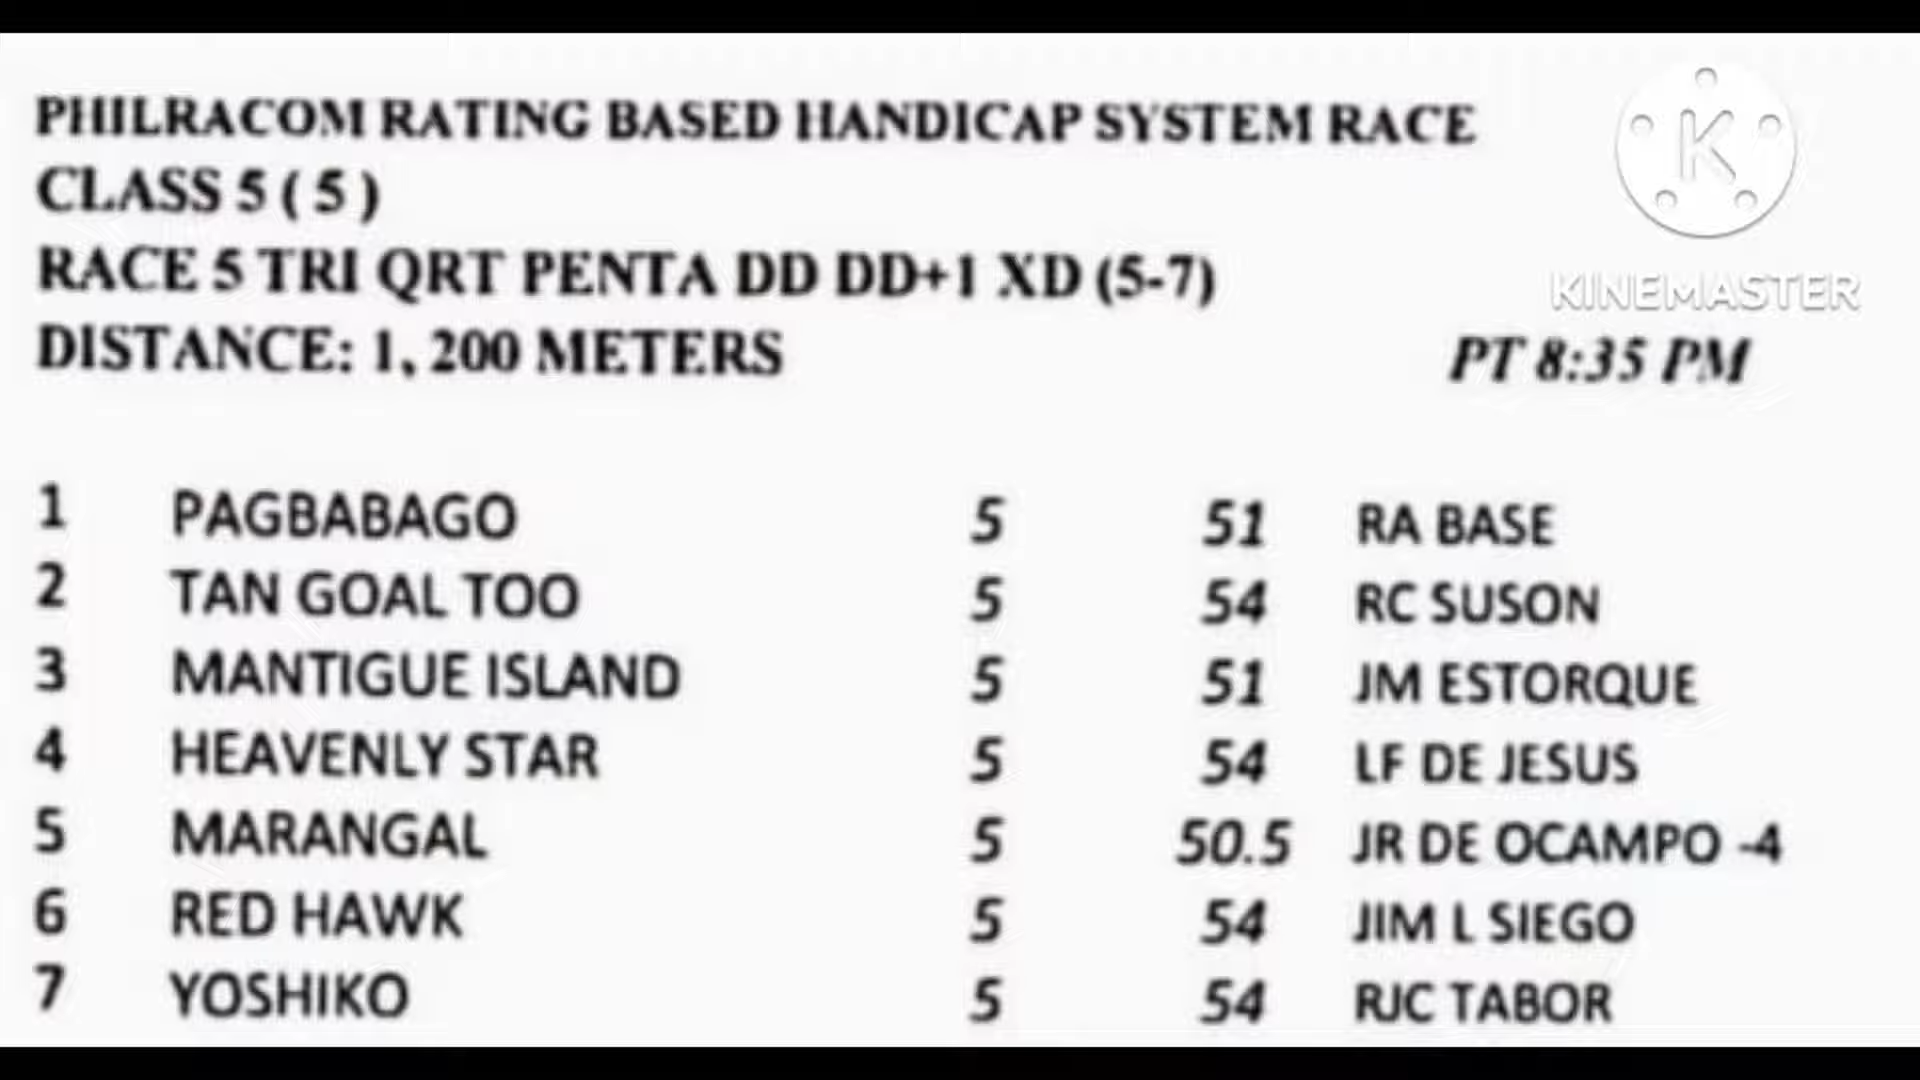 PHILRACOM RATING BASED HANDICAP SYSTEM RACE
CLASS 5 ( 5 )
RACE 5 TRI QRT PENTA DD DD+1 XD (5-7)
DISTANCE: 1, 200 METERS PT 8:35 PM
K
KINEMASTER
1 PAGBABAGO 5 51 RA BASE
2 TAN GOAL TOO 5 54 RC SUSON
3 MANTIGUE ISLAND 5 51 JM ESTORQUE
4 HEAVENLY STAR 5 54 LF DE JESUS
5 MARANGAL 5 50.5 JR DE OCAMPO -4
6 RED HAWK 5 54 JIM L SIEGO
7 YOSHIKO 5 54 RJC TABOR